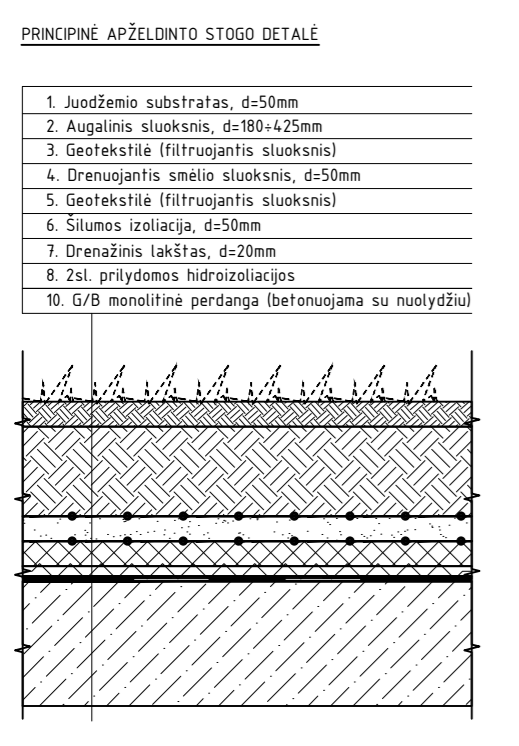 PRINCIPINĖ APŽELDINTO STOGO DETALĖ
1. Juodžemio substratas, d=50mm
2. Augalinis sluoksnis, d=180÷425mm
3. Geotekstilė (filtruojantis sluoksnis)
4. Drenuojantis smėlio sluoksnis, d=50mm
5. Geotekstilė (filtruojantis sluoksnis)
6. Šilumos izoliacija, d=50mm
7. Drenažinis lakštas, d=20mm
8. 2sl. prilydomos hidroizoliacijos
10. G/B monolitinė perdanga (betonuojama su nuolydžiu)